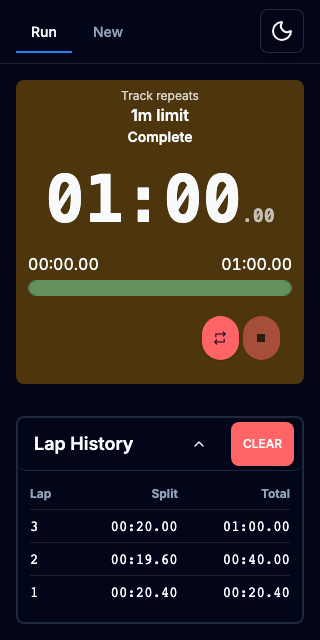 Run New
Track repeats
1m limit
Complete
01:00.00
00:00.00 01:00.00
Lap History CLEAR
Lap Split Total
3 00:20.00 01:00.00
2 00:19.60 00:40.00
1 00:20.40 00:20.40